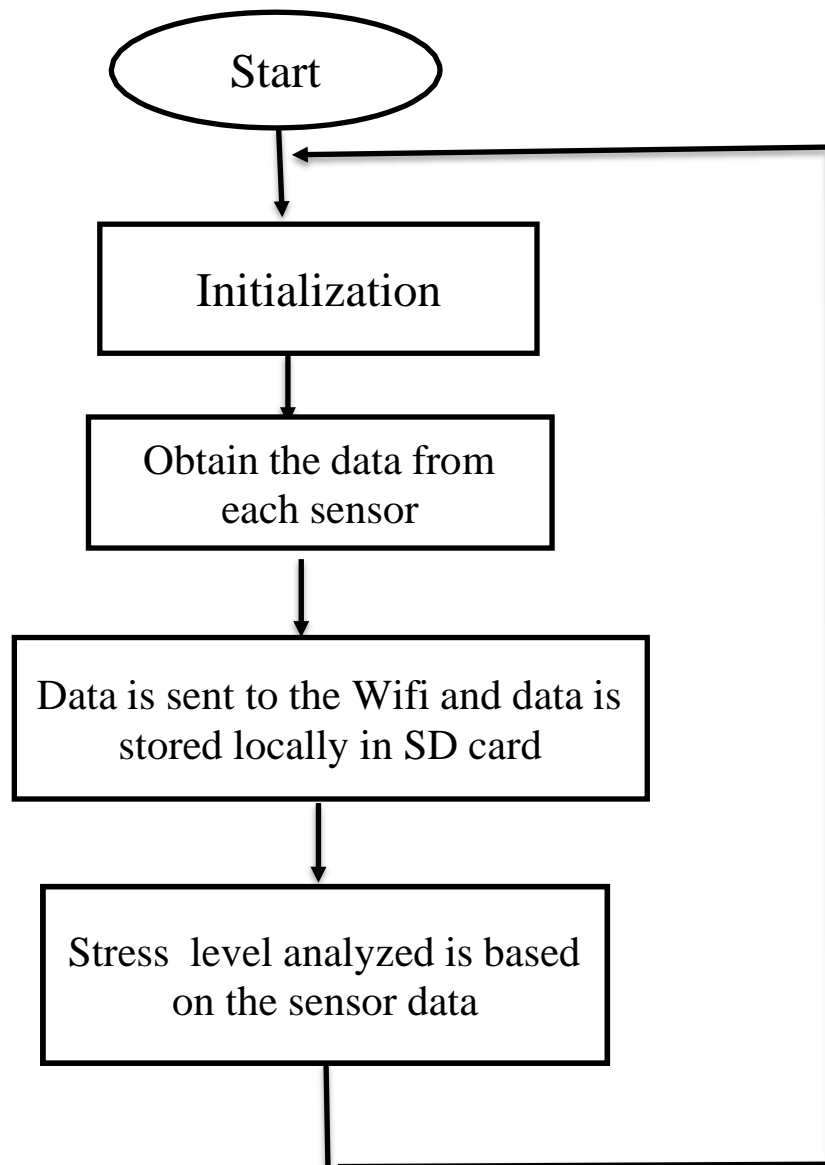 Start
Initialization
Obtain the data from
each sensor
Data is sent to the Wifi and data is
stored locally in SD card
Stress level analyzed is based
on the sensor data